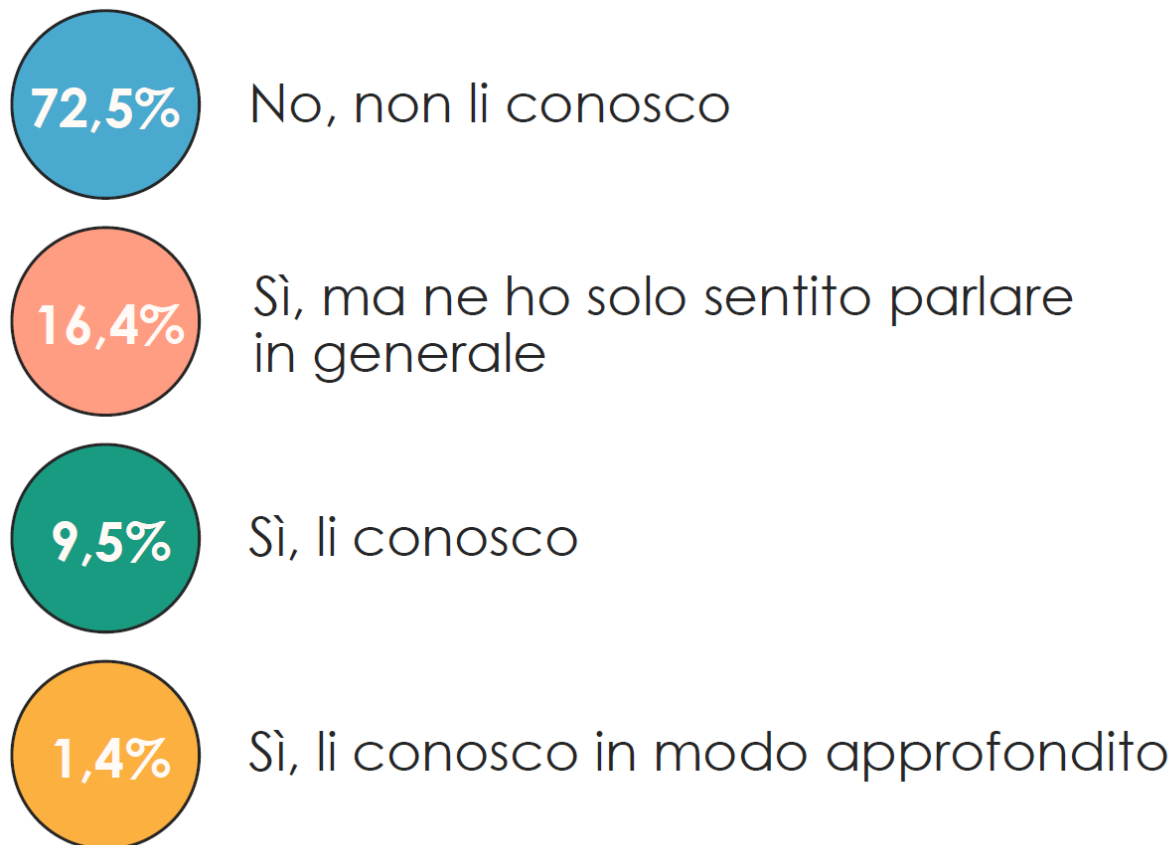 72,5%
No, non li conosco
16,4%
Sì, ma ne ho solo sentito parlare
in generale
9,5%
Sì, li conosco
1,4%
Sì, li conosco in modo approfondito